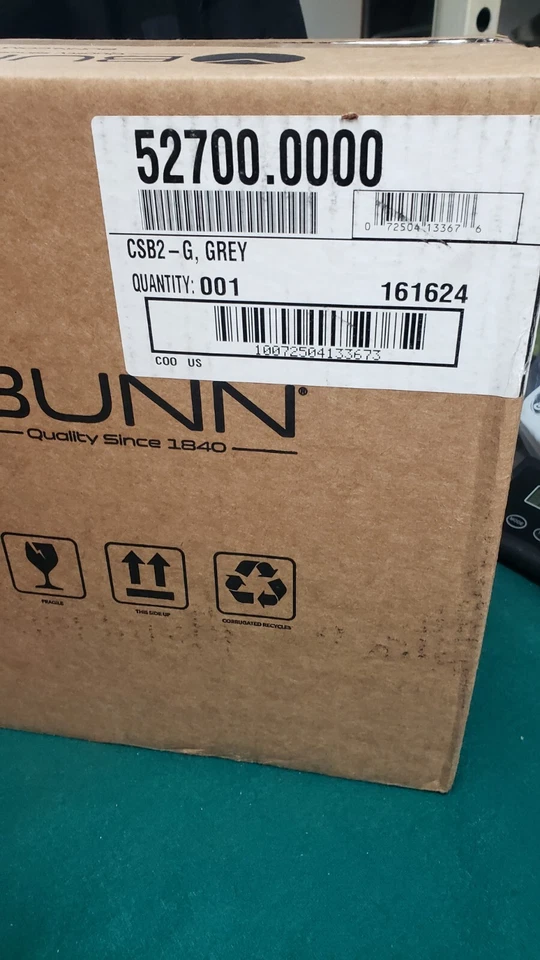 52700.0000
0 72504 13367 6
CSB2-G, GREY
QUANTITY: 001
161624
10072504133673
COO US
BUNN®
Quality Since 1840
FRAGILE
THIS SIDE UP
CORRUGATED RECYCLES